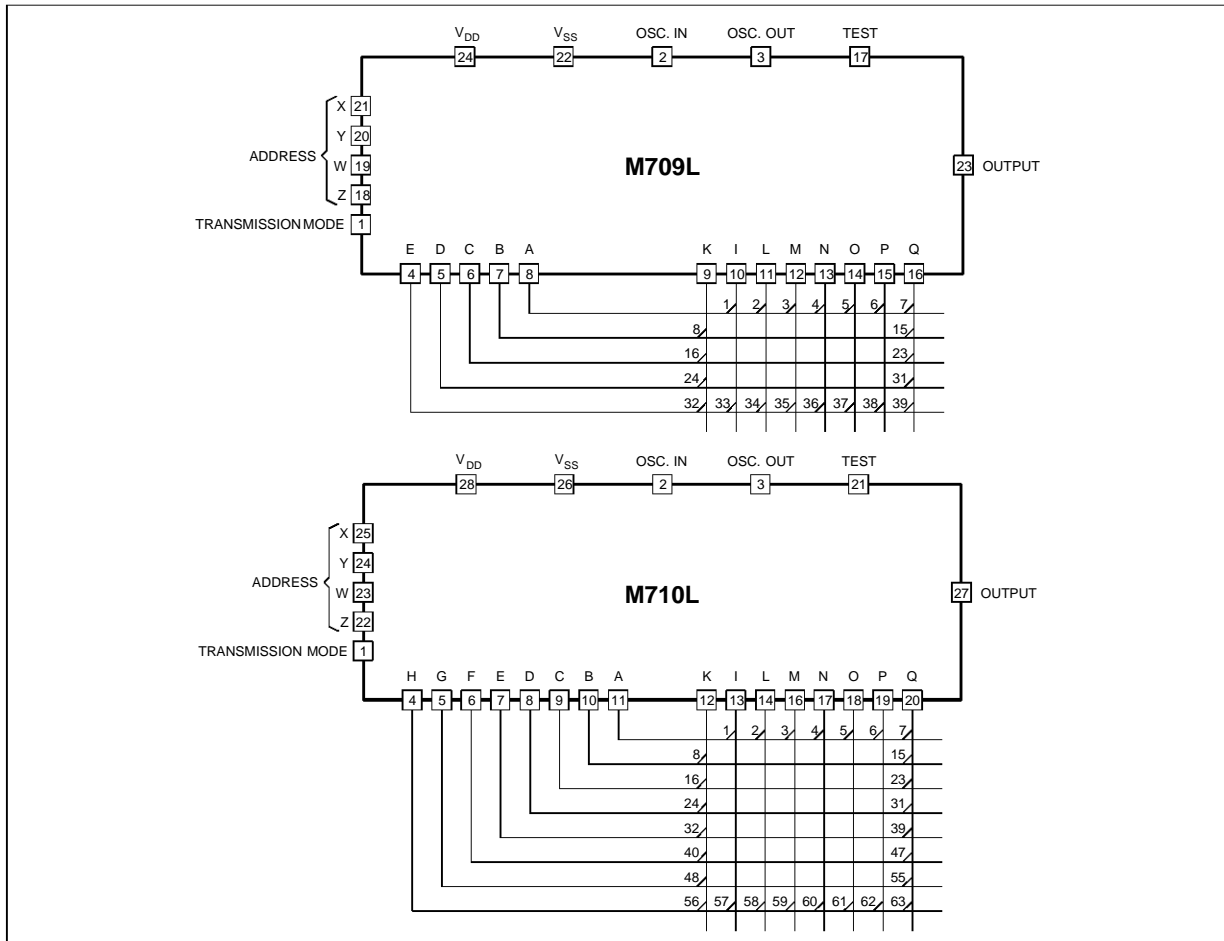 VDD VSS OSC. IN OSC. OUT TEST
24 22 2 3 17
X 21
Y 20
ADDRESS
W 19
M709L
23 OUTPUT
Z 18
TRANSMISSION MODE 1
E D C B A K I L M N O P Q
4 5 6 7 8 9 10 11 12 13 14 15 16
1 2 3 4 5 6 7
8 15
16 23
24 31
32 33 34 35 36 37 38 39
VDD VSS OSC. IN OSC. OUT TEST
28 26 2 3 21
X 25
Y 24
ADDRESS
W 23
M710L
27 OUTPUT
Z 22
TRANSMISSION MODE 1
H G F E D C B A K I L M N O P Q
4 5 6 7 8 9 10 11 12 13 14 16 17 18 19 20
1 2 3 4 5 6 7
8 15
16 23
24 31
32 39
40 47
48 55
56 57 58 59 60 61 62 63